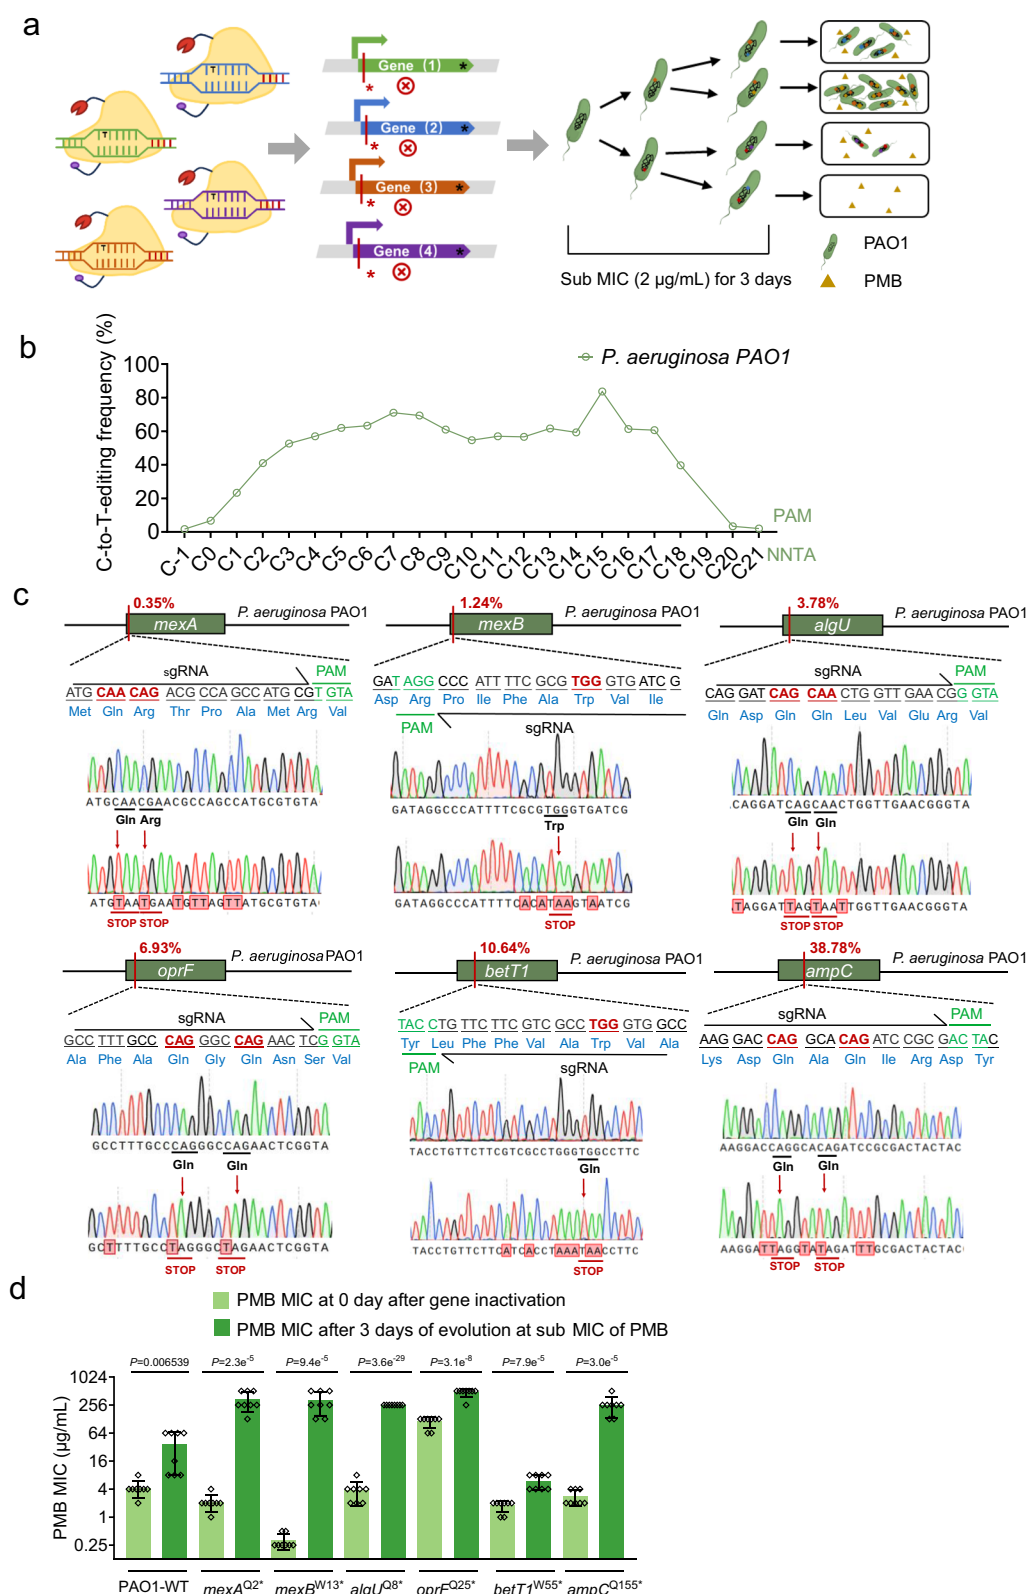 a
T
T
T
T
Gene (1) *
*
Gene (2) *
*
Gene (3) *
*
Gene (4) *
*
Sub MIC (2 μg/mL) for 3 days
PAO1
PMB
b
C-to-T-editing frequency (%)
100
80
60
40
20
0
P. aeruginosa PAO1
PAM
NNTA
C-1 C0 C1 C2 C3 C4 C5 C6 C7 C8 C9 C10 C11 C12 C13 C14 C15 C16 C17 C18 C19 C20 C21
c
0.35%
mexA
P. aeruginosa PAO1
sgRNA
PAM
ATG CAA CAG ACG CCA GCC ATG CGT GTA
Met Gln Arg Thr Pro Ala Met Arg Val
ATGCAACGAACGCCAGCCATGCGTGTA
Gln Arg
ATGTAATGAATGTTAGTTATGCGTGTA
STOP STOP
1.24%
mexB
P. aeruginosa PAO1
GAT AGG CCC ATT TTC GCG TGG GTG ATC G
Asp Arg Pro Ile Phe Ala Trp Val Ile
PAM
sgRNA
GATAGGCCCATTTTCGCGTGGGTGATCG
Trp
GATAGGCCCATTTTCACATAAGTAATCG
STOP
3.78%
algU
P. aeruginosa PAO1
sgRNA
PAM
CAG GAT CAG CAA CTG GTT GAA CGG GTA
Gln Asp Gln Gln Leu Val Glu Arg Val
CAGGATCAGCAACTGGTTGAACGGGTA
Gln Gln
TAGGATTAGTAATTGGTTGAACGGGTA
STOP STOP
6.93%
oprF
P. aeruginosa PAO1
sgRNA
PAM
GCC TTT GCC CAG GGC CAG AAC TCG GTA
Ala Phe Ala Gln Gly Gln Asn Ser Val
GCCTTTGCCCAGGGCCAGAACTCGGTA
Gln Gln
GCTTTTGCCTAGGGCTAGAACTCGGTA
STOP STOP
10.64%
betT1
P. aeruginosa PAO1
TAC CTG TTC TTC GTC GCC TGG GTG GCC
Tyr Leu Phe Phe Val Ala Trp Val Ala
PAM
sgRNA
TACCTGTTCTTCGTCGCCTGGGTGGCCTTC
Gln
TACCTGTTCTTCATCACCTAAATAACCTTC
STOP
38.78%
ampC
P. aeruginosa PAO1
sgRNA
PAM
AAG GAC CAG GCA CAG ATC CGC GAC TAC
Lys Asp Gln Ala Gln Ile Arg Asp Tyr
AAGGACCAGGCACAGATCCGCGACTACTAC
Gln Gln
AAGGATTAGGTATAGATTTGCGACTACTAC
STOP STOP
d
PMB MIC at 0 day after gene inactivation
PMB MIC after 3 days of evolution at sub MIC of PMB
P=0.006539 P=2.3e-5 P=9.4e-5 P=3.6e-29 P=3.1e-8 P=7.9e-5 P=3.0e-5
PMB MIC (μg/mL)
1024
256
64
16
4
1
0.25
PAO1-WT mexAQ2* mexBW13* algUQ8* oprFQ25* betT1W55* ampCQ155*